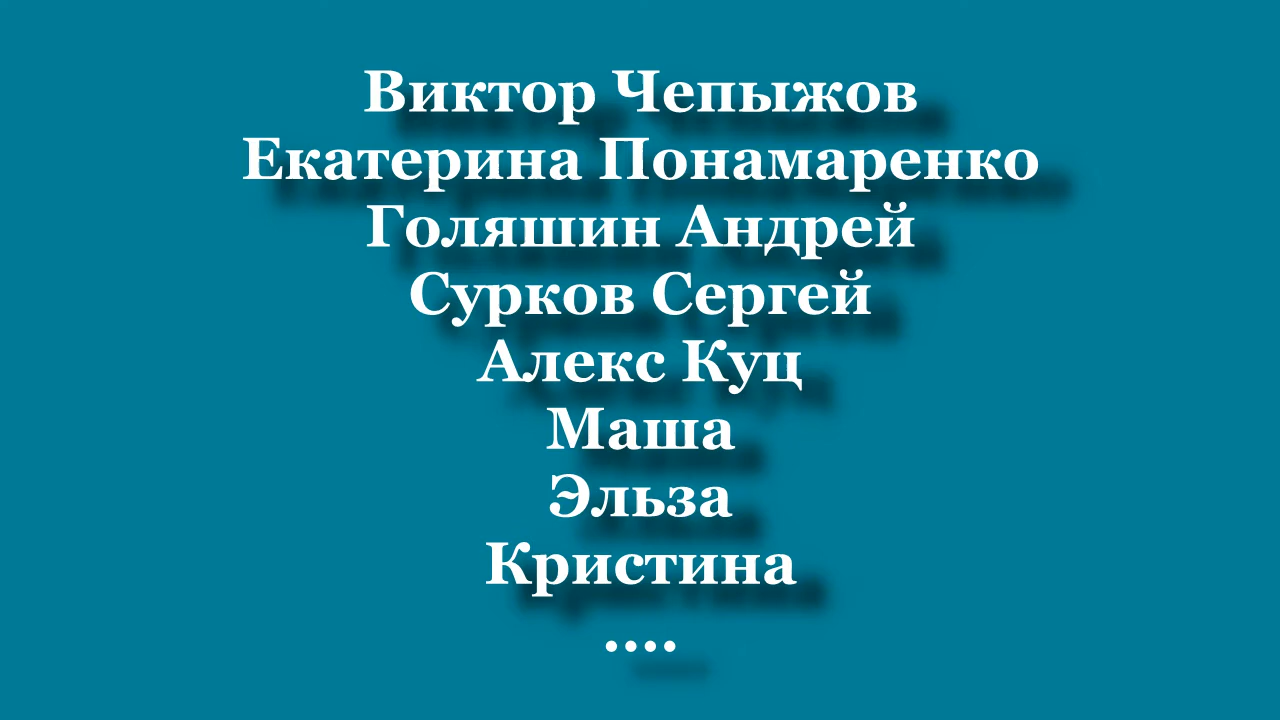 Виктор Чепыжов
Екатерина Понамаренко
Голяшин Андрей
Сурков Сергей
Алекс Куц
Маша
Эльза
Кристина
....